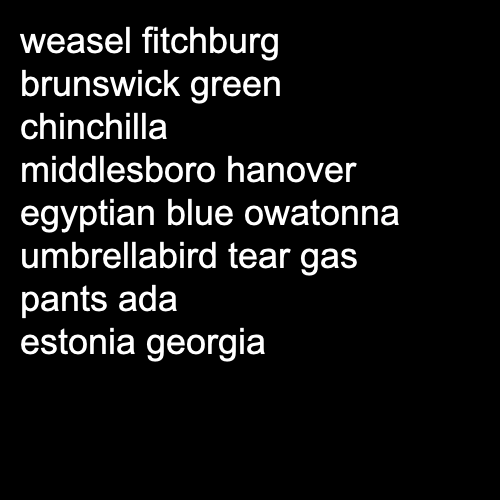 weasel fitchburg
brunswick green
chinchilla
middlesboro hanover
egyptian blue owatonna
umbrellabird tear gas
pants ada
estonia georgia